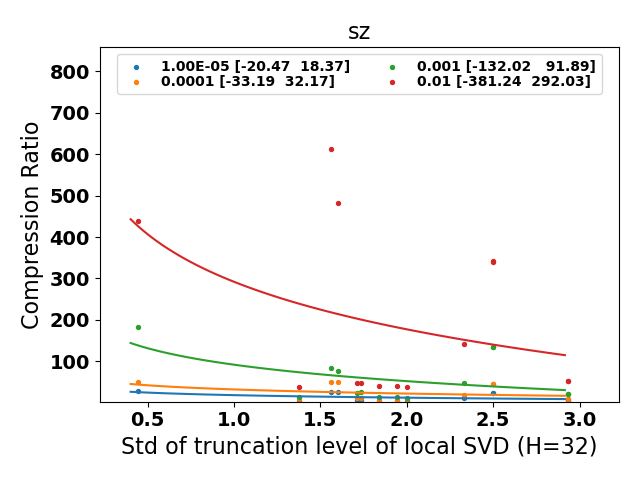 sz
1.00E-05 [-20.47  18.37]
0.0001 [-33.19  32.17]
0.001 [-132.02   91.89]
0.01 [-381.24  292.03]
Compression Ratio
800
700
600
500
400
300
200
100
0.5 1.0 1.5 2.0 2.5 3.0
Std of truncation level of local SVD (H=32)